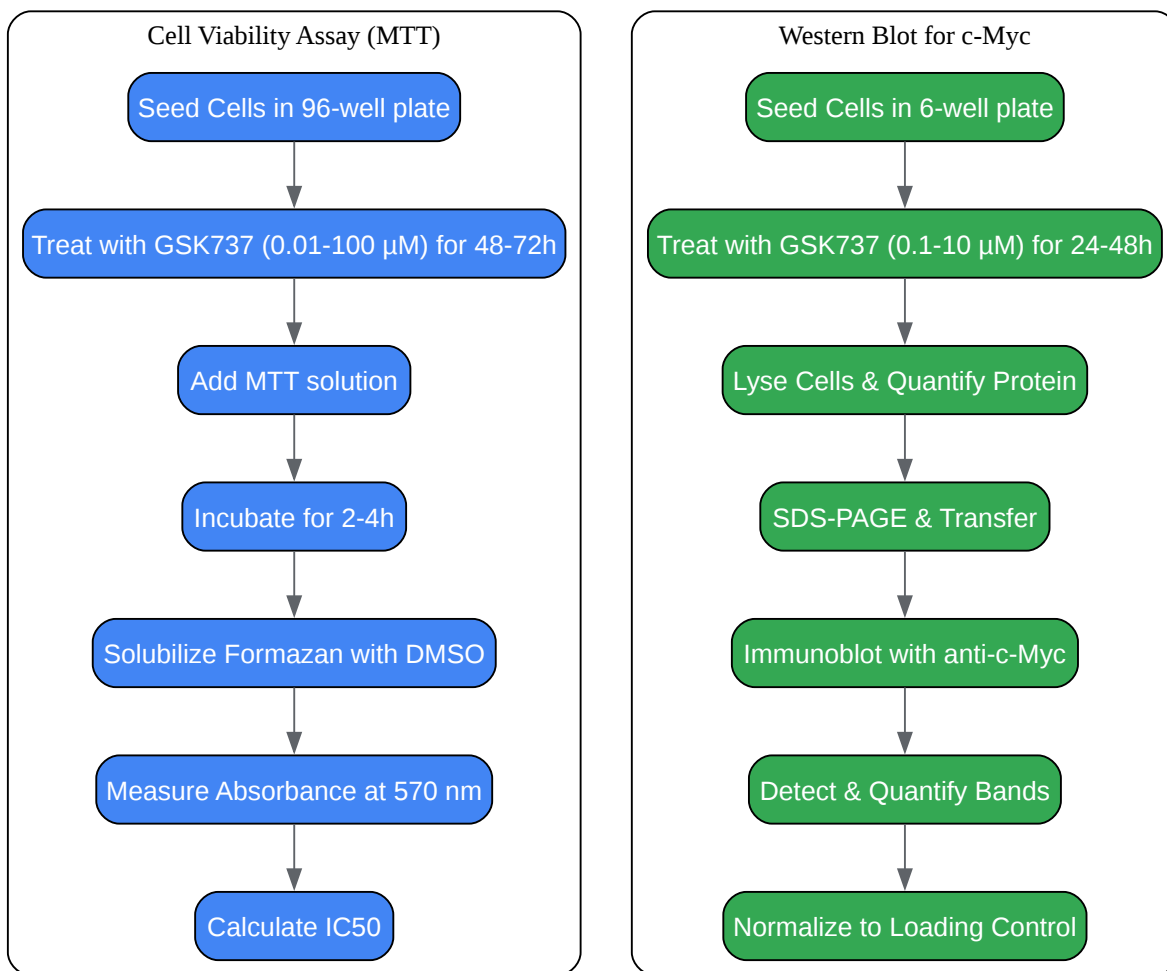 Cell Viability Assay (MTT)
Seed Cells in 96-well plate
Treat with GSK737 (0.01-100 µM) for 48-72h
Add MTT solution
Incubate for 2-4h
Solubilize Formazan with DMSO
Measure Absorbance at 570 nm
Calculate IC50
Western Blot for c-Myc
Seed Cells in 6-well plate
Treat with GSK737 (0.1-10 µM) for 24-48h
Lyse Cells & Quantify Protein
SDS-PAGE & Transfer
Immunoblot with anti-c-Myc
Detect & Quantify Bands
Normalize to Loading Control